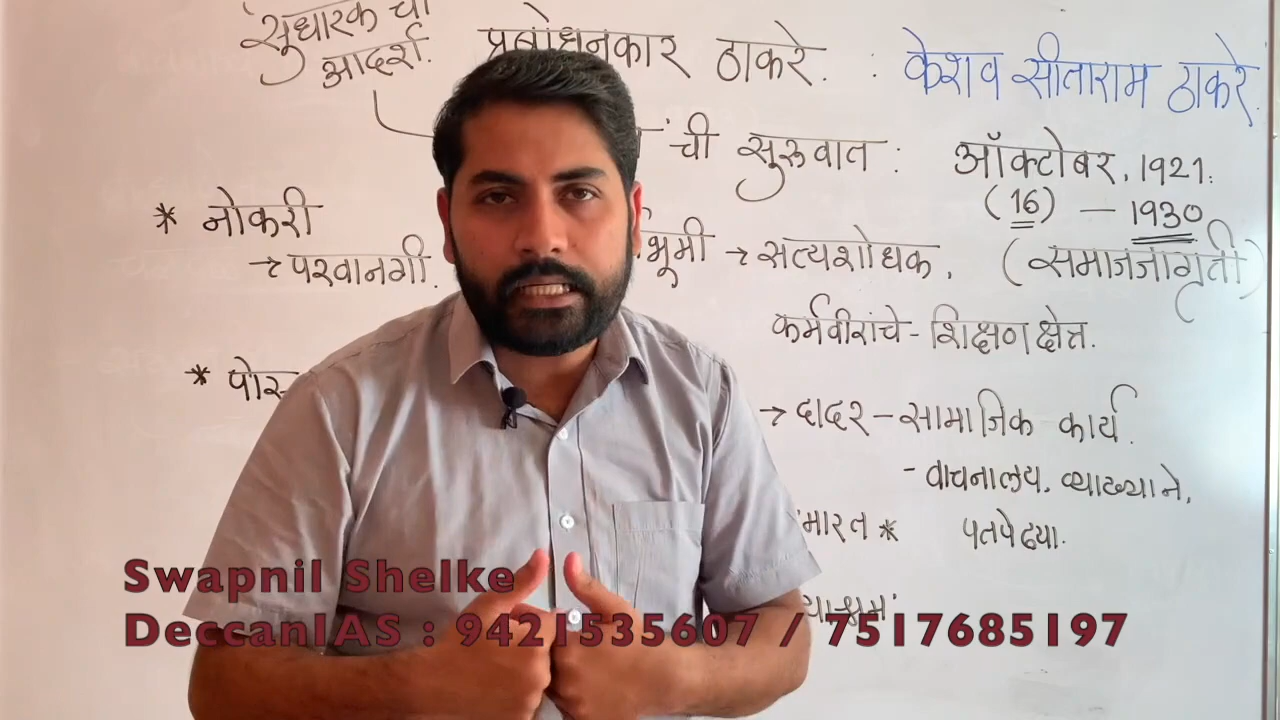 सुधारक चा
आदर्श.
प्रबोधनकार ठाकरे. : केशव सीताराम ठाकरे.
ची सुरुवात : ऑक्टोबर, 1921.
(16) – 1930
* नोकरी
→ परवानगी.
भूमी → सत्यशोधक. (समाजजागृती)
कर्मवीरांचे - शिक्षण क्षेत्र.
* पोस
→ दादर – सामाजिक कार्य.
- वाचनालय, व्याख्याने,
पतपेढ्या.
मारत *
Swapnil Shelke
DeccanIAS : 9421535607 / 7517685197